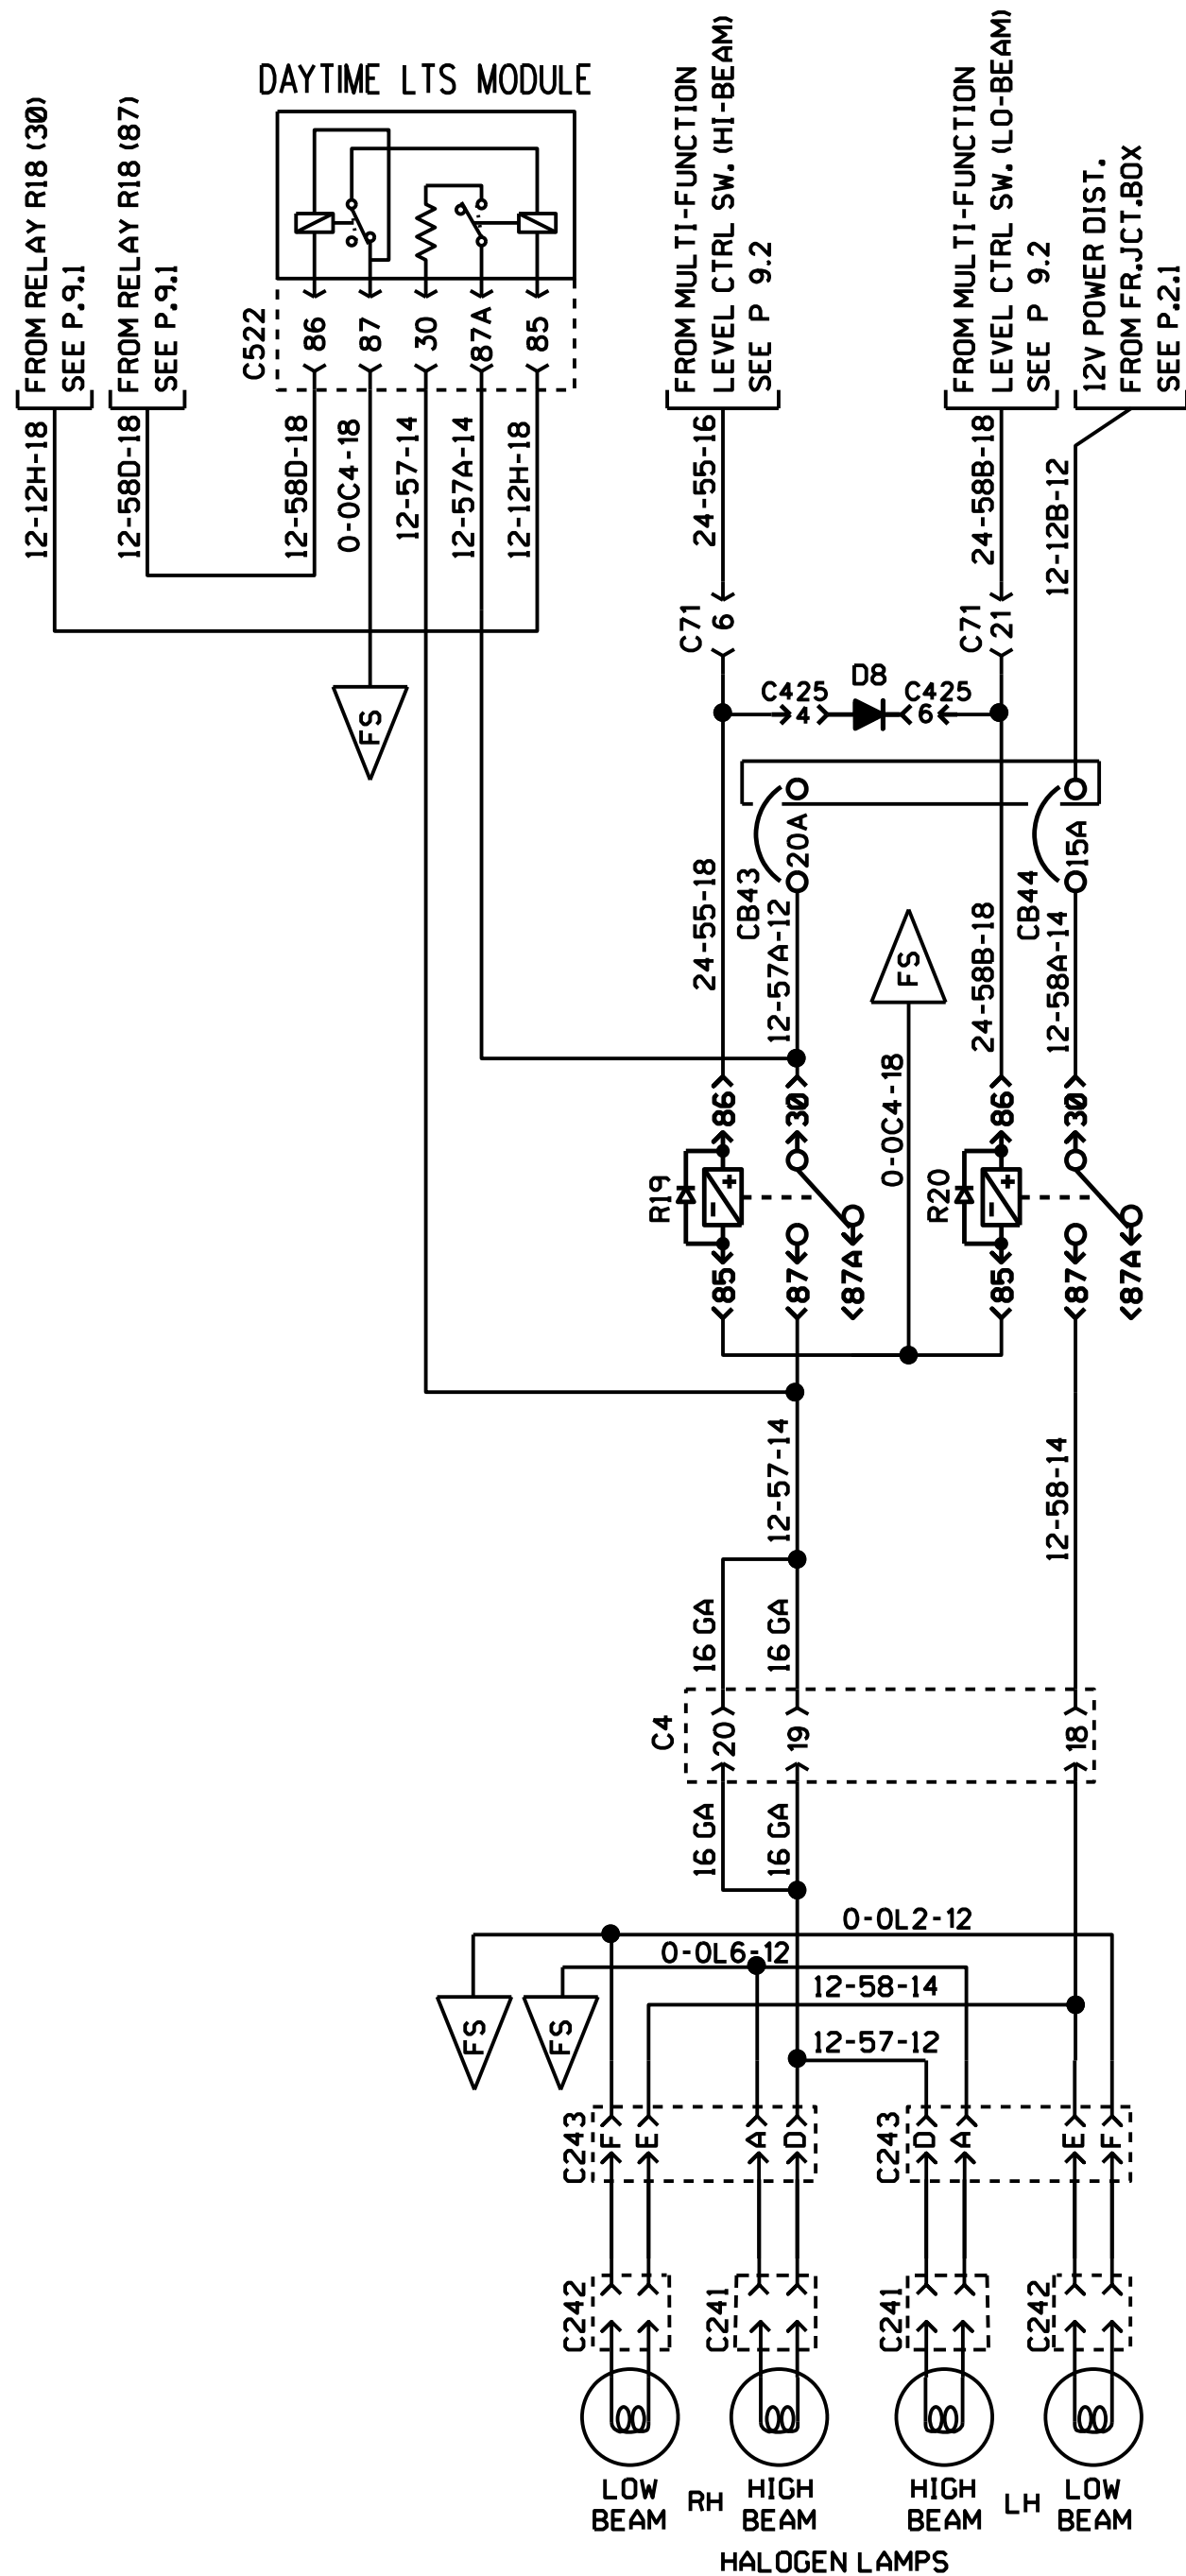 DAYTIME LTS MODULE
FROM RELAY R18 (30)
SEE P.9.1
FROM RELAY R18 (87)
SEE P.9.1
FROM MULTI-FUNCTION
LEVEL CTRL SW. (HI-BEAM)
SEE P 9.2
FROM MULTI-FUNCTION
LEVEL CTRL SW. (LO-BEAM)
SEE P 9.2
12V POWER DIST.
FROM FR.JCT.BOX
SEE P.2.1
C522
86
87
30
87A
85
12-12H-18
12-58D-18
12-58D-18
0-0C4-18
12-57-14
12-57A-14
12-12H-18
24-55-16
24-58B-18
12-12B-12
C71
6
C71
21
FS
C425
4
D8
C425
6
20A
15A
CB43
CB44
24-55-18
12-57A-12
FS
24-58B-18
12-58A-14
0-0C4-18
86
30
86
30
R19
+
-
R20
+
-
85
87
87A
85
87
87A
12-57-14
12-58-14
16 GA
16 GA
C4
20
19
18
16 GA
16 GA
0-0L2-12
0-0L6-12
12-58-14
12-57-12
FS
FS
C243
F
E
A
D
C243
D
A
E
F
C242
C241
C241
C242
LOW
BEAM
RH
HIGH
BEAM
HIGH
BEAM
LH
LOW
BEAM
HALOGEN LAMPS